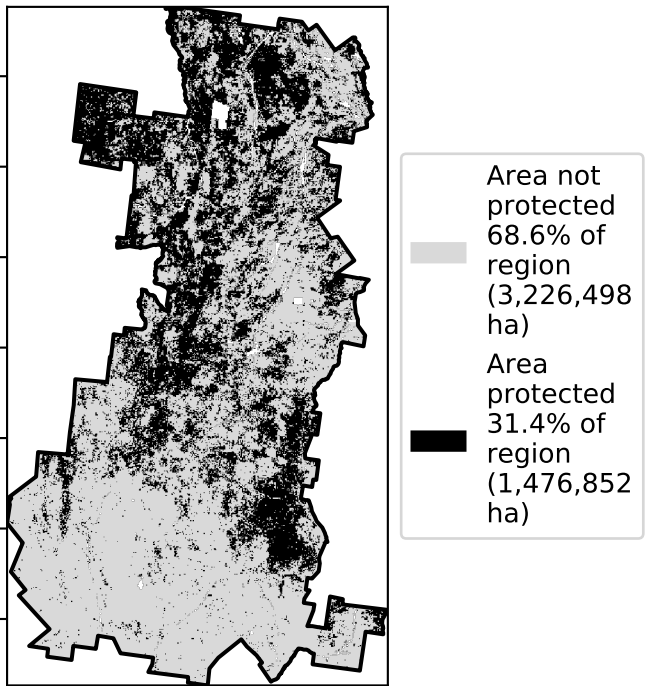 Area not
protected
68.6% of
region
(3,226,498
ha)
Area
protected
31.4% of
region
(1,476,852
ha)